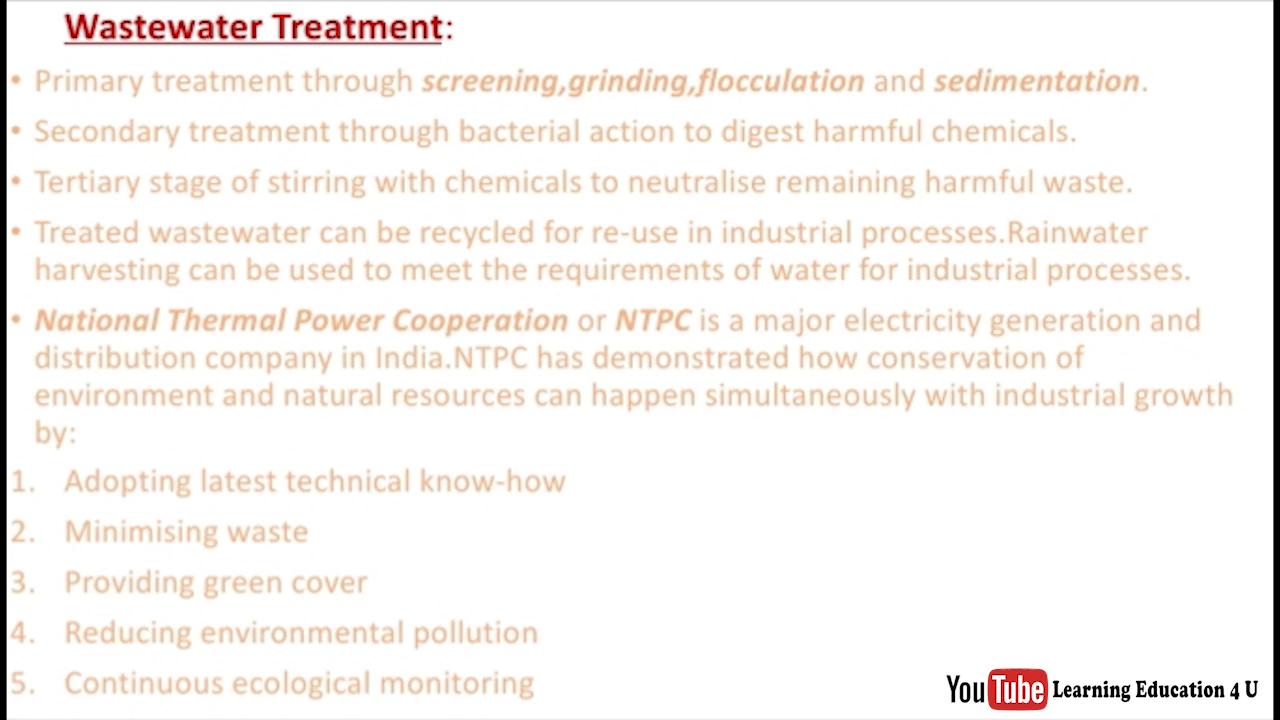 Wastewater Treatment:
• Primary treatment through screening,grinding,flocculation and sedimentation.
• Secondary treatment through bacterial action to digest harmful chemicals.
• Tertiary stage of stirring with chemicals to neutralise remaining harmful waste.
• Treated wastewater can be recycled for re-use in industrial processes.Rainwater
harvesting can be used to meet the requirements of water for industrial processes.
• National Thermal Power Cooperation or NTPC is a major electricity generation and
distribution company in India.NTPC has demonstrated how conservation of
environment and natural resources can happen simultaneously with industrial growth
by:
1. Adopting latest technical know-how
2. Minimising waste
3. Providing green cover
4. Reducing environmental pollution
5. Continuous ecological monitoring
YouTube Learning Education 4 U